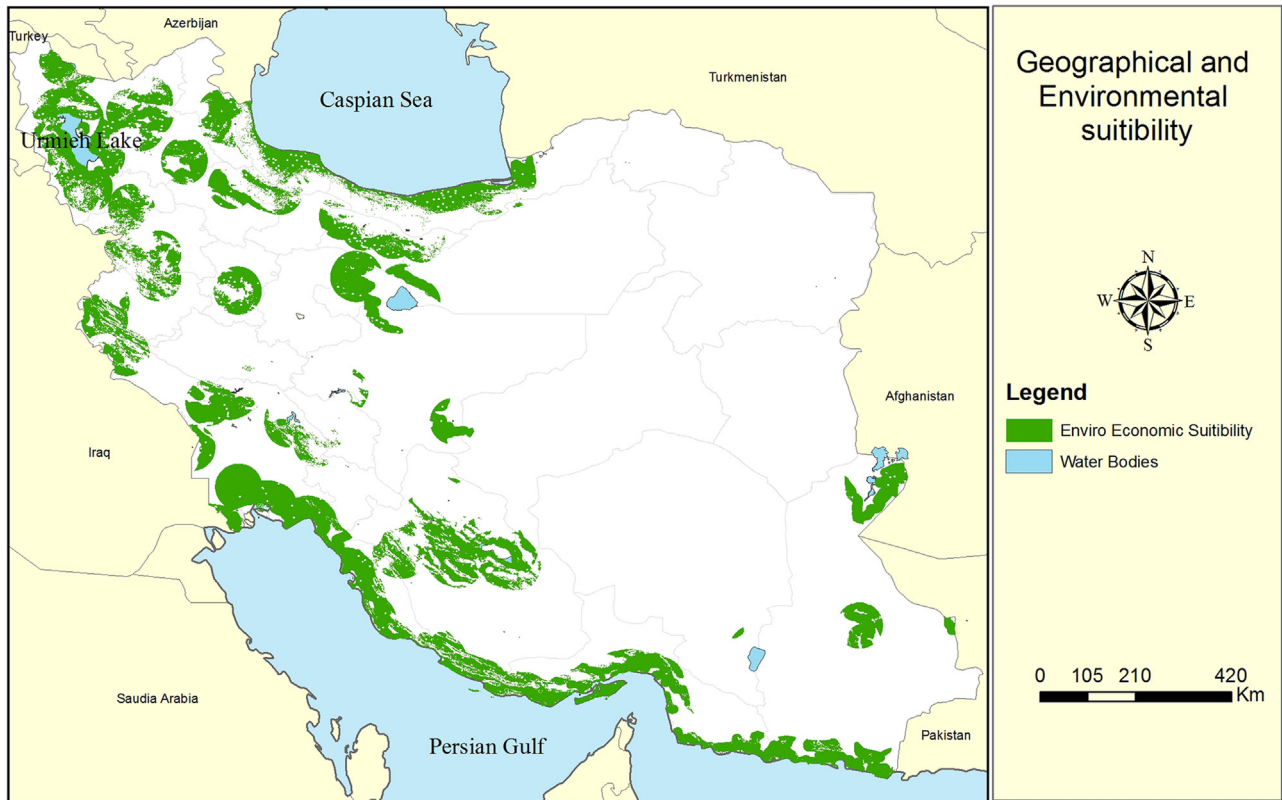 Turkey
Azerbijan
Caspian Sea
Turkmenistan
Urmieh Lake
Afghanistan
Iraq
Saudi Arabia
Persian Gulf
Pakistan
Geographical and
Environmental
suitibility
N
W E
S
Legend
Enviro Economic Suitibility
Water Bodies
0 105 210 420
Km